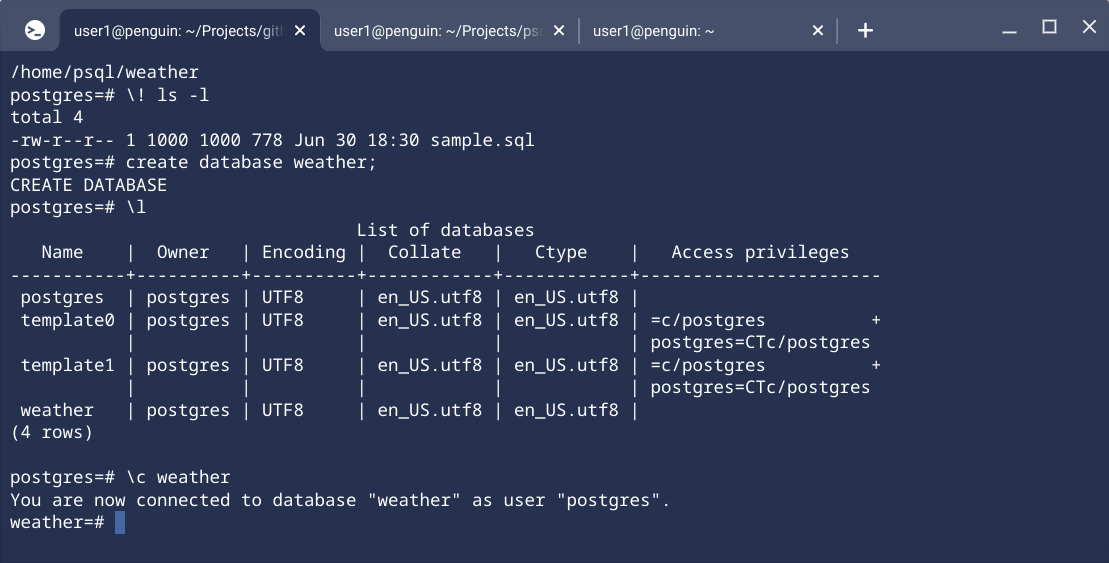 user1@penguin: ~/Projects/git
user1@penguin: ~/Projects/ps
user1@penguin: ~
/home/psql/weather
postgres=# \! ls -l
total 4
-rw-r--r-- 1 1000 1000 778 Jun 30 18:30 sample.sql
postgres=# create database weather;
CREATE DATABASE
postgres=# \l
                                 List of databases
   Name    |  Owner   | Encoding |  Collate   |   Ctype    |   Access privileges
-----------+----------+----------+------------+------------+-----------------------
 postgres  | postgres | UTF8     | en_US.utf8 | en_US.utf8 |
 template0 | postgres | UTF8     | en_US.utf8 | en_US.utf8 | =c/postgres          +
           |          |          |            |            | postgres=CTc/postgres
 template1 | postgres | UTF8     | en_US.utf8 | en_US.utf8 | =c/postgres          +
           |          |          |            |            | postgres=CTc/postgres
 weather   | postgres | UTF8     | en_US.utf8 | en_US.utf8 |
(4 rows)
postgres=# \c weather
You are now connected to database "weather" as user "postgres".
weather=#